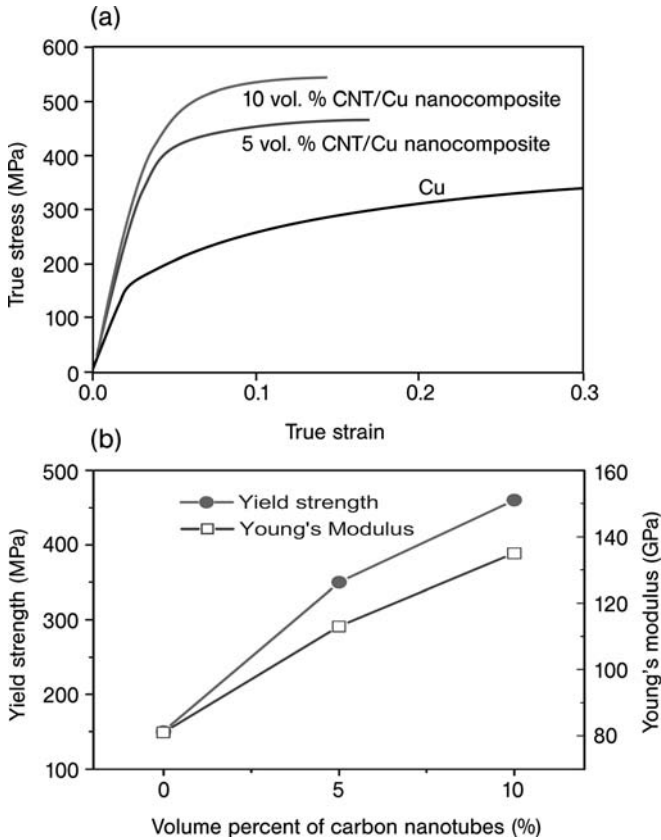 (a)
600
500
400
300
200
100
0
True stress (MPa)
10 vol. % CNT/Cu nanocomposite
5 vol. % CNT/Cu nanocomposite
Cu
0.0
0.1
0.2
0.3
True strain
(b)
500
400
300
200
100
Yield strength (MPa)
Yield strength
Young's Modulus
160
140
120
100
80
Young's modulus (GPa)
0
5
10
Volume percent of carbon nanotubes (%)